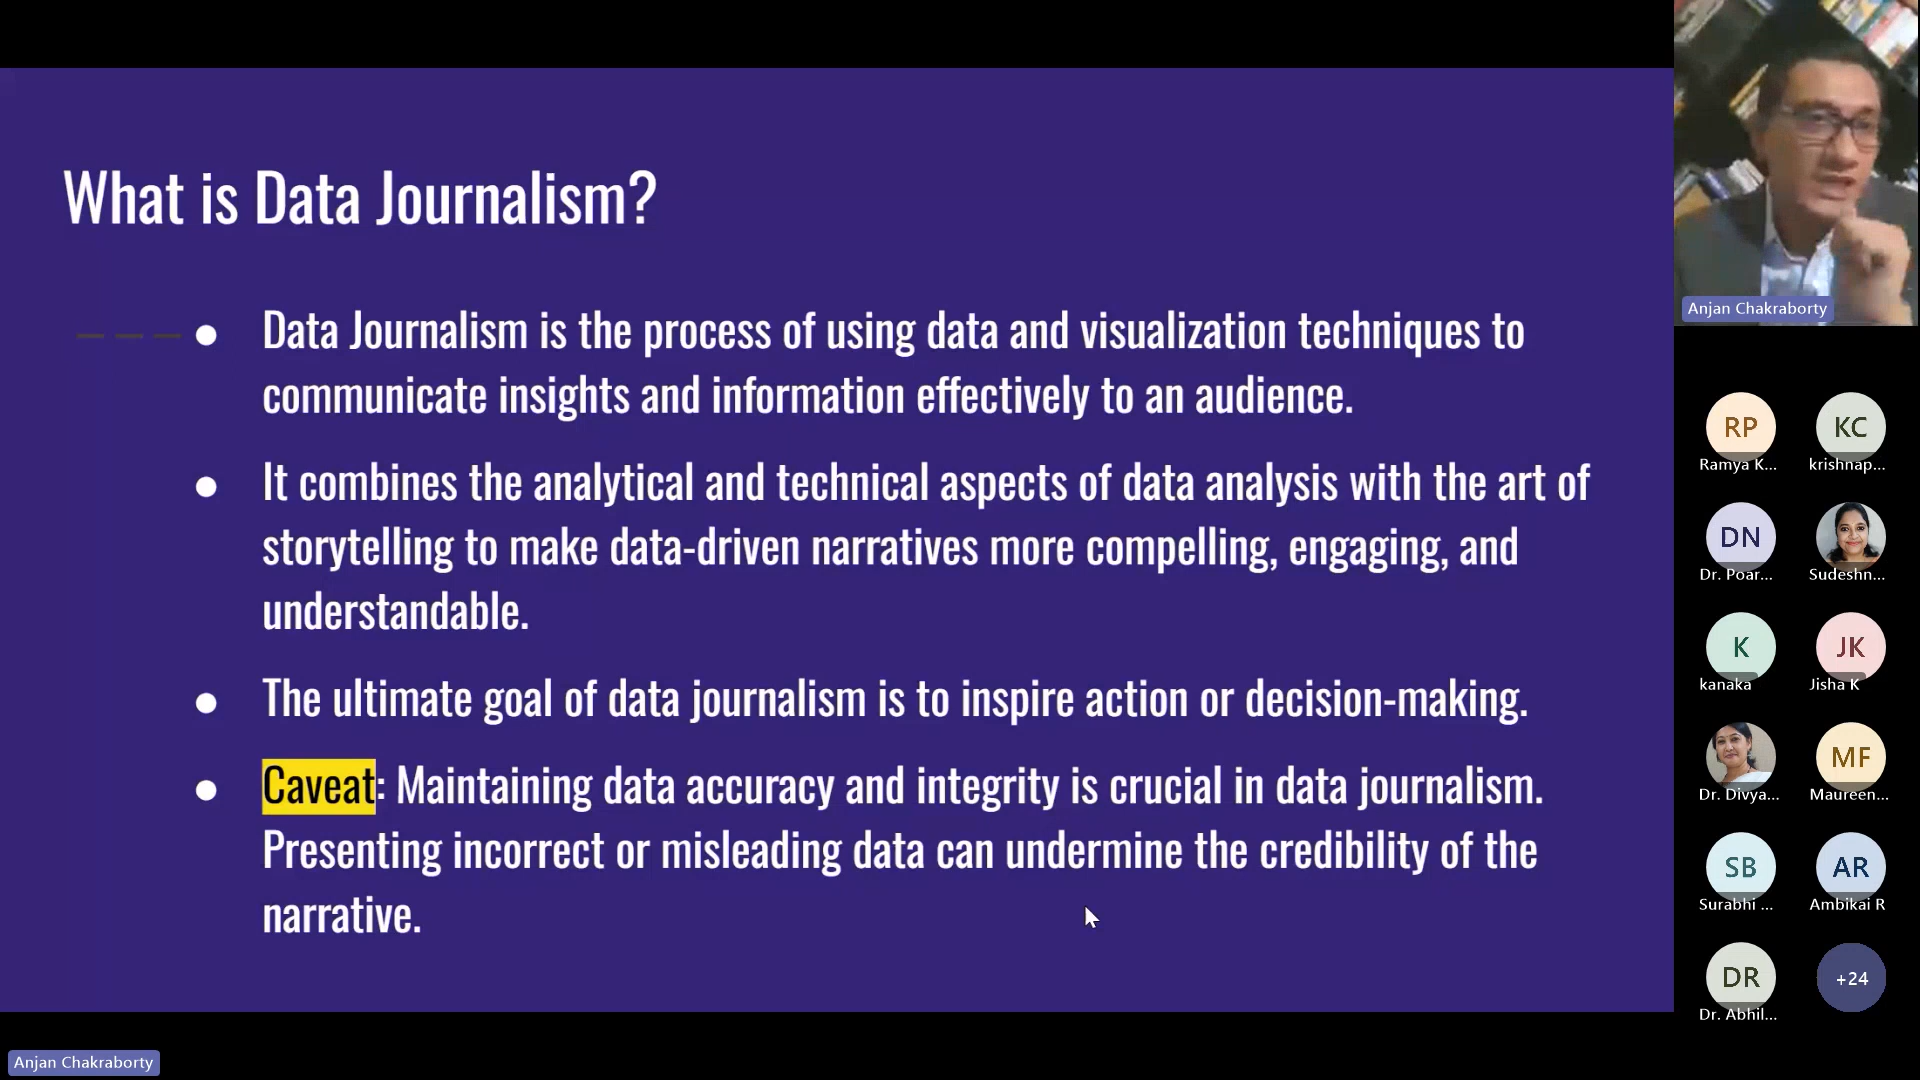 What is Data Journalism?
● Data Journalism is the process of using data and visualization techniques to
communicate insights and information effectively to an audience.
● It combines the analytical and technical aspects of data analysis with the art of
storytelling to make data-driven narratives more compelling, engaging, and
understandable.
● The ultimate goal of data journalism is to inspire action or decision-making.
● Caveat: Maintaining data accuracy and integrity is crucial in data journalism.
Presenting incorrect or misleading data can undermine the credibility of the
narrative.
Anjan Chakraborty
RP
Ramya K...
KC
krishnap...
DN
Dr. Poar...
Sudeshn...
K
kanaka
JK
Jisha K
Dr. Divya...
MF
Maureen...
SB
Surabhi ...
AR
Ambikai R
DR
Dr. Abhil...
+24
Anjan Chakraborty